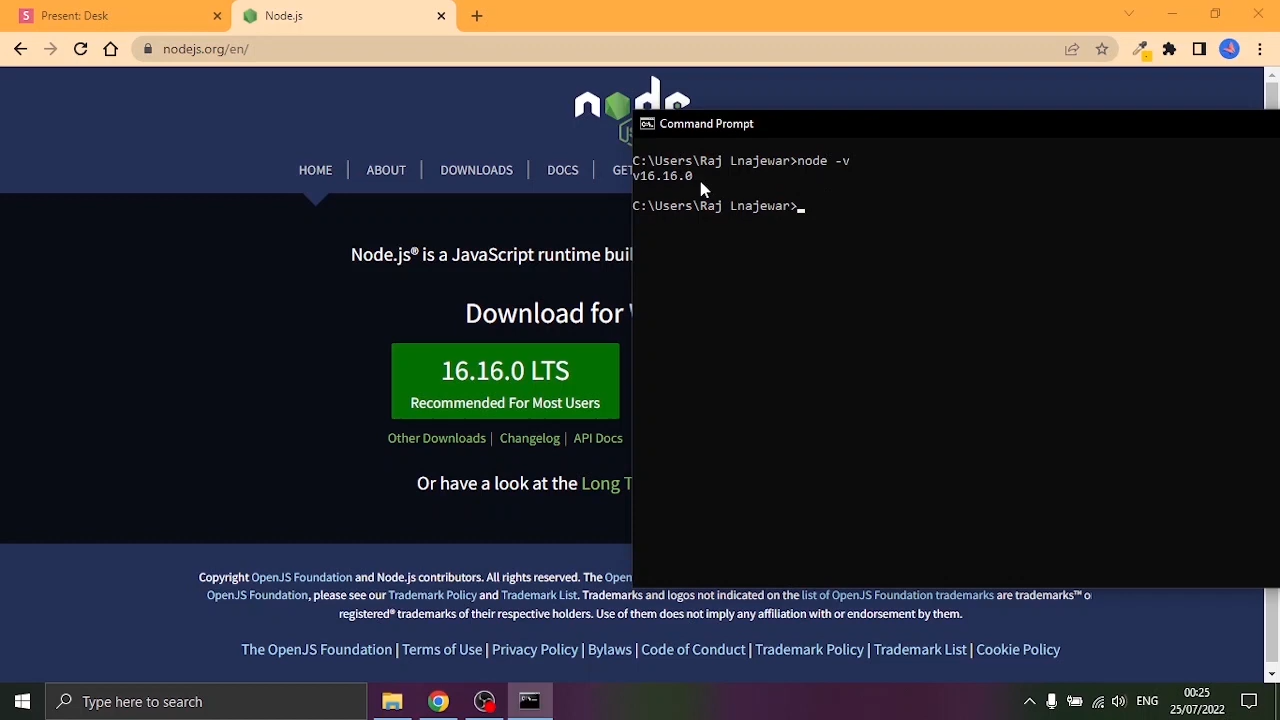 Present: Desk
Node.js
nodejs.org/en/
node
JS
HOME | ABOUT | DOWNLOADS | DOCS | GET
Command Prompt
C:\Users\Raj Lnajewar>node -v
v16.16.0
C:\Users\Raj Lnajewar>
Node.js® is a JavaScript runtime buil
Download for
16.16.0 LTS
Recommended For Most Users
Other Downloads | Changelog | API Docs
Or have a look at the Long T
Copyright OpenJS Foundation and Node.js contributors. All rights reserved. The Open
OpenJS Foundation, please see our Trademark Policy and Trademark List. Trademarks and logos not indicated on the list of OpenJS Foundation trademarks are trademarks™ o
registered® trademarks of their respective holders. Use of them does not imply any affiliation with or endorsement by them.
The OpenJS Foundation | Terms of Use | Privacy Policy | Bylaws | Code of Conduct | Trademark Policy | Trademark List | Cookie Policy
Type here to search
ENG
00:25
25/07/2022